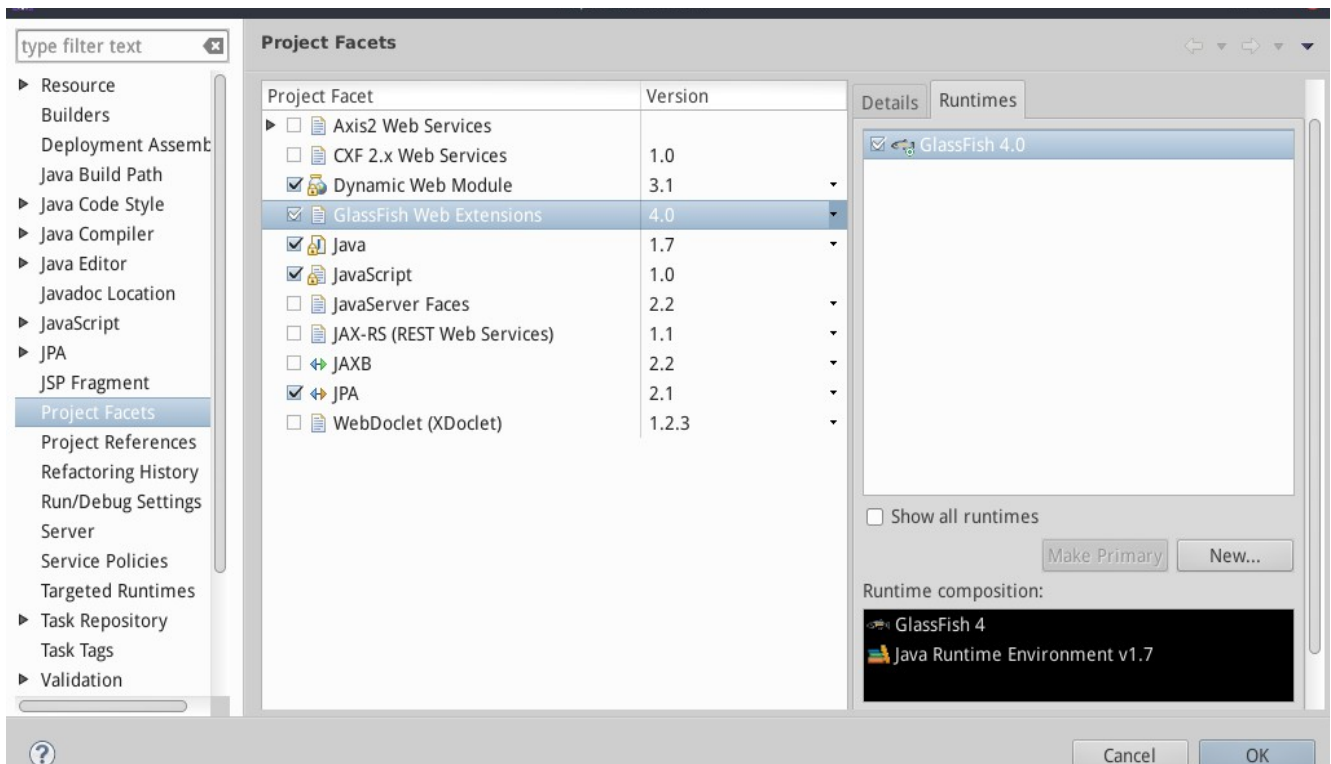 type filter text
Resource
Builders
Deployment Assemb
Java Build Path
Java Code Style
Java Compiler
Java Editor
Javadoc Location
JavaScript
JPA
JSP Fragment
Project Facets
Project References
Refactoring History
Run/Debug Settings
Server
Service Policies
Targeted Runtimes
Task Repository
Task Tags
Validation
Project Facets
Project Facet Version
Axis2 Web Services
CXF 2.x Web Services 1.0
Dynamic Web Module 3.1
GlassFish Web Extensions 4.0
Java 1.7
JavaScript 1.0
JavaServer Faces 2.2
JAX-RS (REST Web Services) 1.1
JAXB 2.2
JPA 2.1
WebDoclet (XDoclet) 1.2.3
Details Runtimes
GlassFish 4.0
Show all runtimes
Make Primary New...
Runtime composition:
GlassFish 4
Java Runtime Environment v1.7
Cancel OK